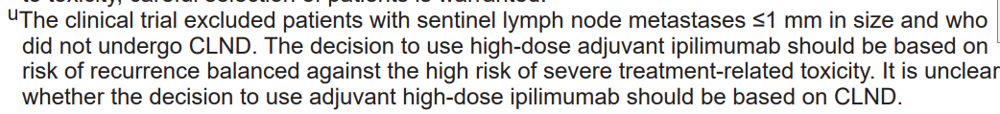 to toxicity, careful selection of patients is warranted.
uThe clinical trial excluded patients with sentinel lymph node metastases ≤1 mm in size and who
did not undergo CLND. The decision to use high-dose adjuvant ipilimumab should be based on
risk of recurrence balanced against the high risk of severe treatment-related toxicity. It is unclear
whether the decision to use adjuvant high-dose ipilimumab should be based on CLND.